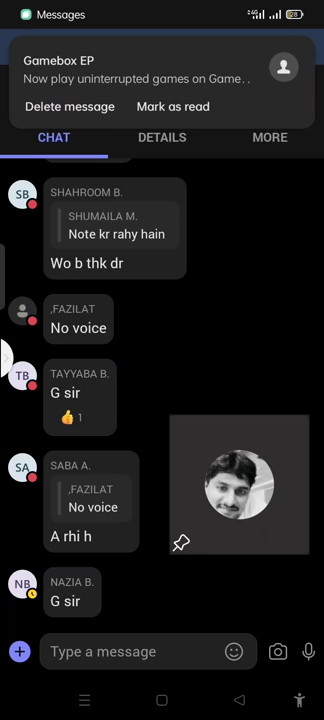 Messages
Gamebox EP
Now play uninterrupted games on Game. .
Delete message Mark as read
CHAT DETAILS MORE
SB
SHAHROOM B.
SHUMAILA M.
Note kr rahy hain
Wo b thk dr
,FAZILAT
No voice
TB
TAYYABA B.
G sir
👍 1
SA
SABA A.
,FAZILAT
No voice
A rhi h
NB
NAZIA B.
G sir
Type a message